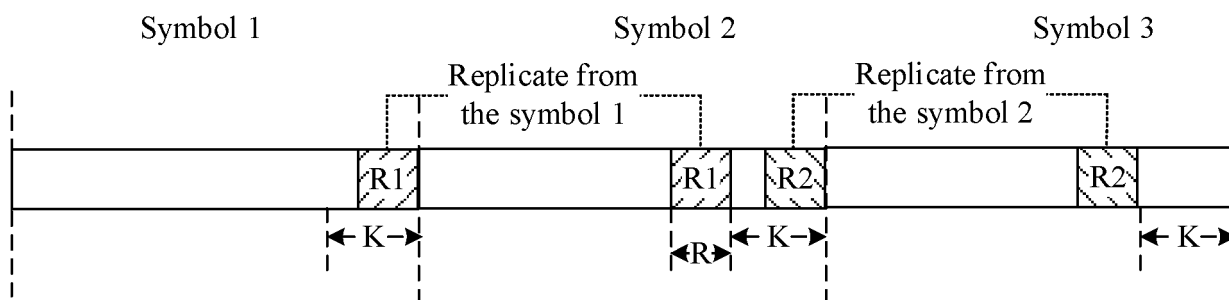 Symbol 1
Symbol 2
Symbol 3
Replicate from
the symbol 1
Replicate from
the symbol 2
R1
R1
R2
R2
K
R
K
K